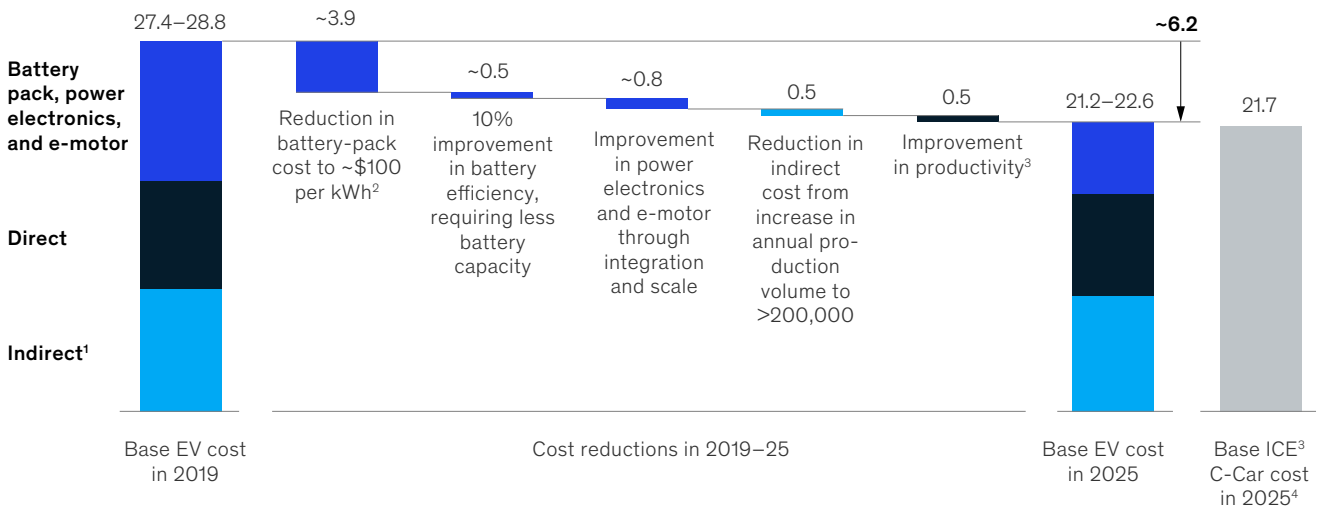 27.4–28.8
~3.9
~0.5
~0.8
0.5
0.5
~6.2
21.2–22.6
21.7
Battery
pack, power
electronics,
and e-motor
Direct
Indirect¹
Reduction in
battery-pack
cost to ~$100
per kWh²
10%
improvement
in battery
efficiency,
requiring less
battery
capacity
Improvement
in power
electronics
and e-motor
through
integration
and scale
Reduction in
indirect
cost from
increase in
annual pro-
duction
volume to
>200,000
Improvement
in productivity³
Base EV cost
in 2019
Cost reductions in 2019–25
Base EV cost
in 2025
Base ICE³
C-Car cost
in 2025⁴